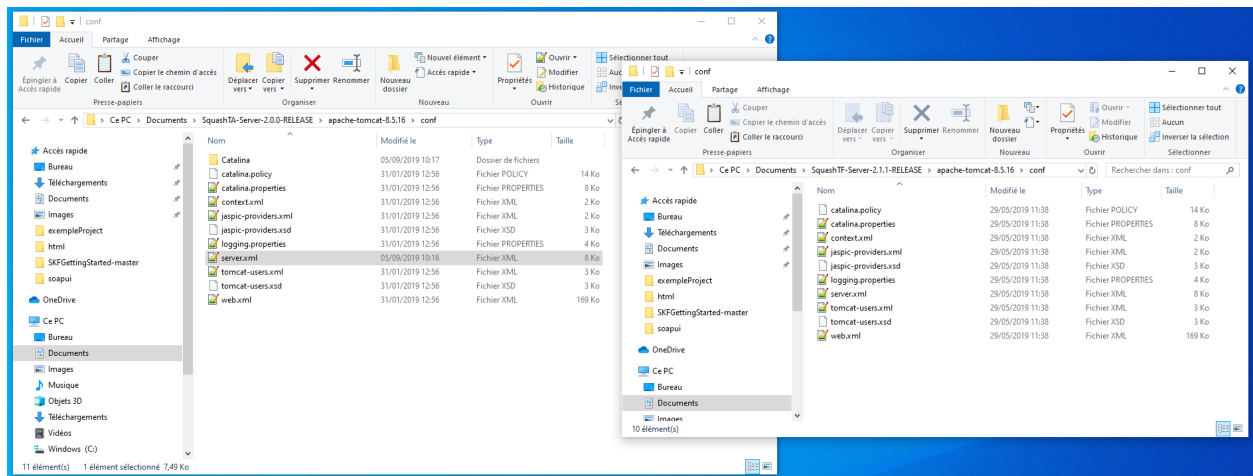 conf
Fichier Accueil Partage Affichage
Épingler à Accès rapide
Copier
Coller
Couper
Copier le chemin d'accès
Coller le raccourci
Presse-papiers
Déplacer vers
Copier vers
Supprimer
Renommer
Organiser
Nouveau dossier
Nouvel élément
Accès rapide
Nouveau
Propriétés
Ouvrir
Modifier
Historique
Ouvrir
Sélectionner tout
Ce PC > Documents > SquashTA-Server-2.0.0-RELEASE > apache-tomcat-8.5.16 > conf
Accès rapide
Bureau
Téléchargements
Documents
Images
exempleProject
html
SKFGettingStarted-master
soapui
OneDrive
Ce PC
Bureau
Documents
Images
Musique
Objets 3D
Téléchargements
Vidéos
Windows (C:)
Nom Modifié le Type Taille
Catalina 05/09/2019 10:17 Dossier de fichiers
catalina.policy 31/01/2019 12:56 Fichier POLICY 14 Ko
catalina.properties 31/01/2019 12:56 Fichier PROPERTIES 8 Ko
context.xml 31/01/2019 12:56 Fichier XML 2 Ko
jaspic-providers.xml 31/01/2019 12:56 Fichier XML 2 Ko
jaspic-providers.xsd 31/01/2019 12:56 Fichier XSD 3 Ko
logging.properties 31/01/2019 12:56 Fichier PROPERTIES 4 Ko
server.xml 05/09/2019 10:16 Fichier XML 8 Ko
tomcat-users.xml 31/01/2019 12:56 Fichier XML 3 Ko
tomcat-users.xsd 31/01/2019 12:56 Fichier XSD 3 Ko
web.xml 31/01/2019 12:56 Fichier XML 169 Ko
11 élément(s) 1 élément sélectionné 7,49 Ko
conf
Fichier Accueil Partage Affichage
Épingler à Accès rapide
Copier
Coller
Couper
Copier le chemin d'accès
Coller le raccourci
Presse-papiers
Déplacer vers
Copier vers
Supprimer
Renommer
Organiser
Nouveau dossier
Nouveau
Propriétés
Ouvrir
Modifier
Historique
Ouvrir
Sélectionner tout
Aucun
Inverser la sélection
Sélectionner
Ce PC > Documents > SquashTF-Server-2.1.1-RELEASE > apache-tomcat-8.5.16 > conf
Rechercher dans : conf
Accès rapide
Bureau
Téléchargements
Documents
Images
exempleProject
html
SKFGettingStarted-master
soapui
OneDrive
Ce PC
Bureau
Documents
Images
Nom Modifié le Type Taille
catalina.policy 29/05/2019 11:38 Fichier POLICY 14 Ko
catalina.properties 29/05/2019 11:38 Fichier PROPERTIES 8 Ko
context.xml 29/05/2019 11:38 Fichier XML 2 Ko
jaspic-providers.xml 29/05/2019 11:38 Fichier XML 2 Ko
jaspic-providers.xsd 29/05/2019 11:38 Fichier XSD 3 Ko
logging.properties 29/05/2019 11:38 Fichier PROPERTIES 4 Ko
server.xml 29/05/2019 11:38 Fichier XML 8 Ko
tomcat-users.xml 29/05/2019 11:38 Fichier XML 3 Ko
tomcat-users.xsd 29/05/2019 11:38 Fichier XSD 3 Ko
web.xml 29/05/2019 11:38 Fichier XML 169 Ko
10 élément(s)